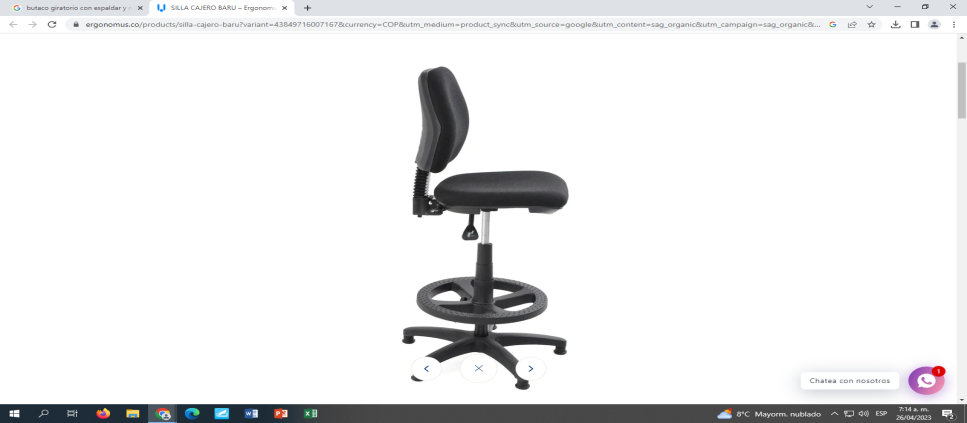 butaco giratorio con espaldar y r
SILLA CAJERO BARU – Ergonom
ergonomus.co/products/silla-cajero-baru?variant=43849716007167&currency=COP&utm_medium=product_sync&utm_source=google&utm_content=sag_organic&utm_campaign=sag_organic&...
Chatea con nosotros
1
8°C Mayorm. nublado
ESP
7:14 a. m.
26/04/2023
2